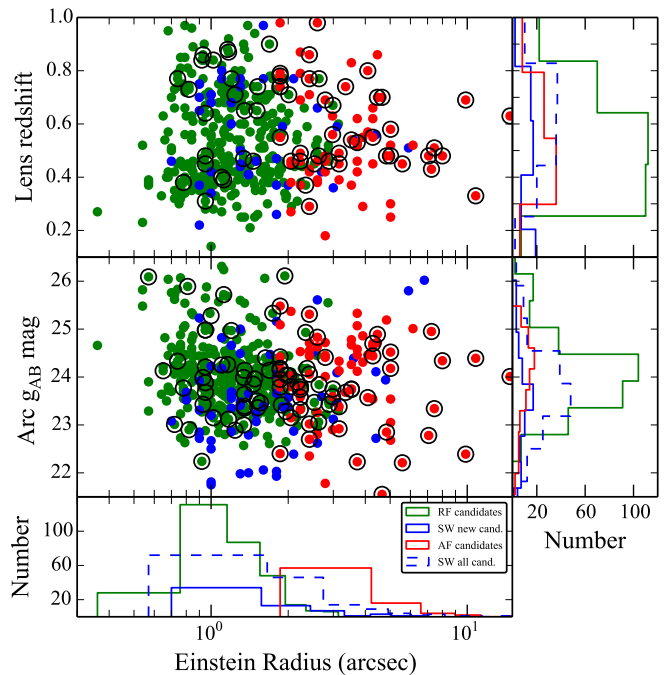 1.0
0.8
0.6
0.4
0.2
Lens redshift
26
25
24
23
22
Arc gAB mag
20
60
100
Number
100
60
20
Number
RF candidates
SW new cand.
AF candidates
SW all cand.
10^0
10^1
Einstein Radius (arcsec)